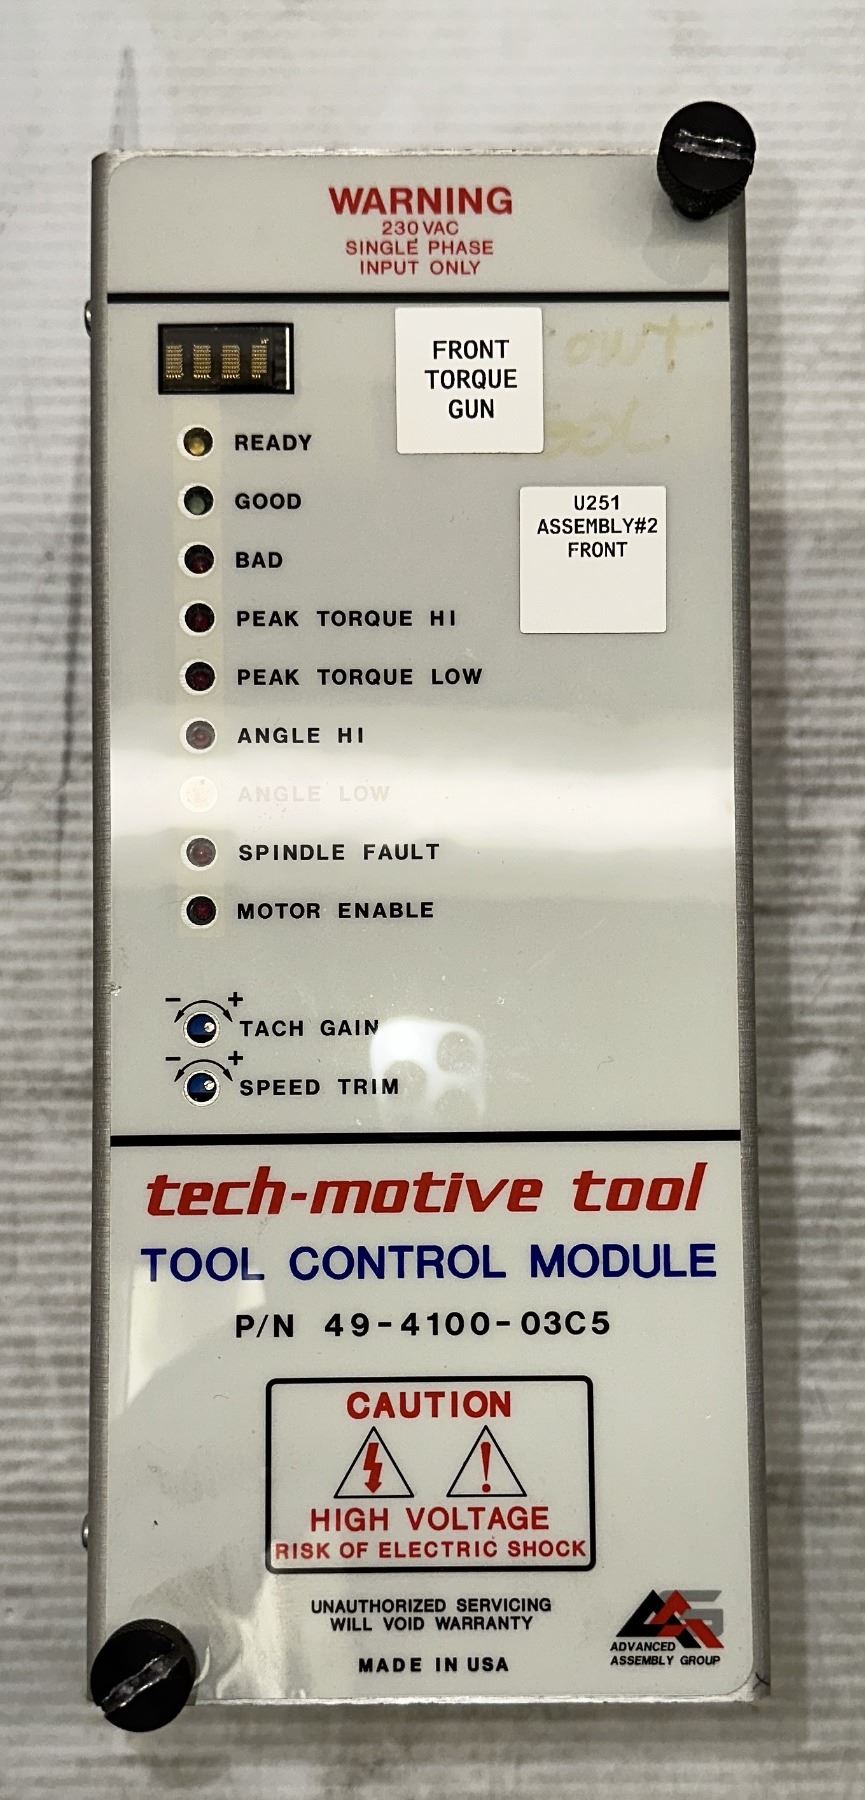 WARNING
230 VAC
SINGLE PHASE
INPUT ONLY
FRONT
TORQUE
GUN
out
READY
GOOD
U251
ASSEMBLY#2
FRONT
BAD
PEAK TORQUE HI
PEAK TORQUE LOW
ANGLE HI
ANGLE LOW
SPINDLE FAULT
MOTOR ENABLE
- +
TACH GAIN
- +
SPEED TRIM
tech-motive tool
TOOL CONTROL MODULE
P/N 49-4100-03C5
CAUTION
!
HIGH VOLTAGE
RISK OF ELECTRIC SHOCK
UNAUTHORIZED SERVICING
WILL VOID WARRANTY
MADE IN USA
AAG
ADVANCED
ASSEMBLY GROUP